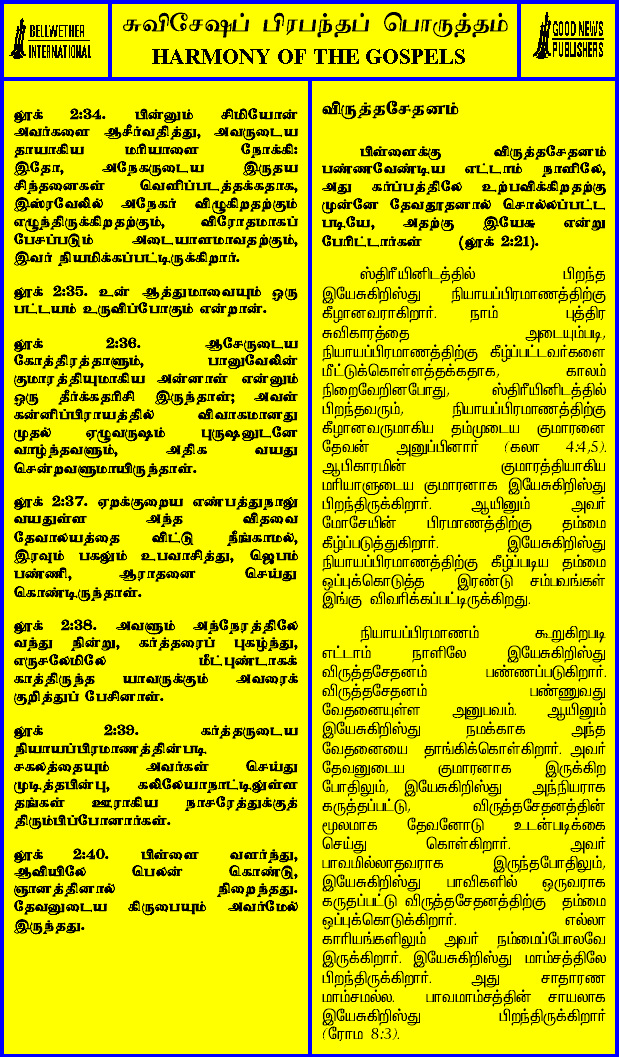 BELLWETHER
INTERNATIONAL
சுவிசேஷப் பிரபந்தப் பொருத்தம்
HARMONY OF THE GOSPELS
GOOD NEWS
PUBLISHERS
லூக் 2:34. பின்னும் சிமியோன்
அவர்களை ஆசீர்வதித்து, அவருடைய
தாயாகிய மரியாளை நோக்கி:
இதோ, அநேகருடைய இருதய
சிந்தனைகள் வெளிப்படத்தக்கதாக,
இஸ்ரவேலில் அநேகர் விழுகிறதற்கும்
எழுந்திருக்கிறதற்கும், விரோதமாகப்
பேசப்படும் அடையாளமாவதற்கும்,
இவர் நியமிக்கப்பட்டிருக்கிறார்.
லூக் 2:35. உன் ஆத்துமாவையும் ஒரு
பட்டயம் உருவிப்போகும் என்றான்.
லூக் 2:36. ஆசேருடைய
கோத்திரத்தாளும், பானுவேலின்
குமாரத்தியுமாகிய அன்னாள் என்னும்
ஒரு தீர்க்கதரிசி இருந்தாள்; அவள்
கன்னிப்பிராயத்தில் விவாகமானது
முதல் ஏழுவருஷம் புருஷனுடனே
வாழ்ந்தவளும், அதிக வயது
சென்றவளுமாயிருந்தாள்.
லூக் 2:37. ஏறக்குறைய எண்பத்துநாலு
வயதுள்ள அந்த விதவை
தேவாலயத்தை விட்டு நீங்காமல்,
இரவும் பகலும் உபவாசித்து, ஜெபம்
பண்ணி, ஆராதனை செய்து
கொண்டிருந்தாள்.
லூக் 2:38. அவளும் அந்நேரத்திலே
வந்து நின்று, கர்த்தரைப் புகழ்ந்து,
எருசலேமிலே மீட்புண்டாகக்
காத்திருந்த யாவருக்கும் அவரைக்
குறித்துப் பேசினாள்.
லூக் 2:39. கர்த்தருடைய
நியாயப்பிரமாணத்தின்படி
சகலத்தையும் அவர்கள் செய்து
முடித்தபின்பு, கலிலேயாநாட்டிலுள்ள
தங்கள் ஊராகிய நாசரேத்துக்குத்
திரும்பிப்போனார்கள்.
லூக் 2:40. பிள்ளை வளர்ந்து,
ஆவியிலே பெலன் கொண்டு,
ஞானத்தினால் நிறைந்தது.
தேவனுடைய கிருபையும் அவர்மேல்
இருந்தது.
விருத்தசேதனம்
பிள்ளைக்கு விருத்தசேதனம்
பண்ணவேண்டிய எட்டாம் நாளிலே,
அது கர்ப்பத்திலே உற்பவிக்கிறதற்கு
முன்னே தேவதூதனால் சொல்லப்பட்ட
படியே, அதற்கு இயேசு என்று
பேரிட்டார்கள் (லூக் 2:21).
ஸ்திரீயினிடத்தில் பிறந்த
இயேசுகிறிஸ்து நியாயப்பிரமாணத்திற்கு
கீழானவராகிறார். நாம் புத்திர
சுவிகாரத்தை அடையும்படி,
நியாயப்பிரமாணத்திற்கு கீழ்ப்பட்டவர்களை
மீட்டுக்கொள்ளத்தக்கதாக, காலம்
நிறைவேறினபோது, ஸ்திரீயினிடத்தில்
பிறந்தவரும், நியாயப்பிரமாணத்திற்கு
கீழானவருமாகிய தம்முடைய குமாரனை
தேவன் அனுப்பினார் (கலா 4:4,5).
ஆபிரகாமின் குமாரத்தியாகிய
மரியாளுடைய குமாரனாக இயேசுகிறிஸ்து
பிறந்திருக்கிறார். ஆயினும் அவர்
மோசேயின் பிரமாணத்திற்கு தம்மை
கீழ்ப்படுத்துகிறார். இயேசுகிறிஸ்து
நியாயப்பிரமாணத்திற்கு கீழ்ப்படிய தம்மை
ஒப்புக்கொடுத்த இரண்டு சம்பவங்கள்
இங்கு விவரிக்கப்பட்டிருக்கிறது.
நியாயப்பிரமாணம் கூறுகிறபடி
எட்டாம் நாளிலே இயேசுகிறிஸ்து
விருத்தசேதனம் பண்ணப்படுகிறார்.
விருத்தசேதனம் பண்ணுவது
வேதனையுள்ள அனுபவம். ஆயினும்
இயேசுகிறிஸ்து நமக்காக அந்த
வேதனையை தாங்கிக்கொள்கிறார். அவர்
தேவனுடைய குமாரனாக இருக்கிற
போதிலும், இயேசுகிறிஸ்து அந்நியராக
கருத்தப்பட்டு, விருத்தசேதனத்தின்
மூலமாக தேவனோடு உடன்படிக்கை
செய்து கொள்கிறார். அவர்
பாவமில்லாதவராக இருந்தபோதிலும்,
இயேசுகிறிஸ்து பாவிகளில் ஒருவராக
கருதப்பட்டு விருத்தசேதனத்திற்கு தம்மை
ஒப்புக்கொடுக்கிறார். எல்லா
காரியங்களிலும் அவர் நம்மைப்போலவே
இருக்கிறார். இயேசுகிறிஸ்து மாம்சத்திலே
பிறந்திருக்கிறார். அது சாதாரண
மாம்சமல்ல. பாவமாம்சத்தின் சாயலாக
இயேசுகிறிஸ்து பிறந்திருக்கிறார்
(ரோம 8:3).